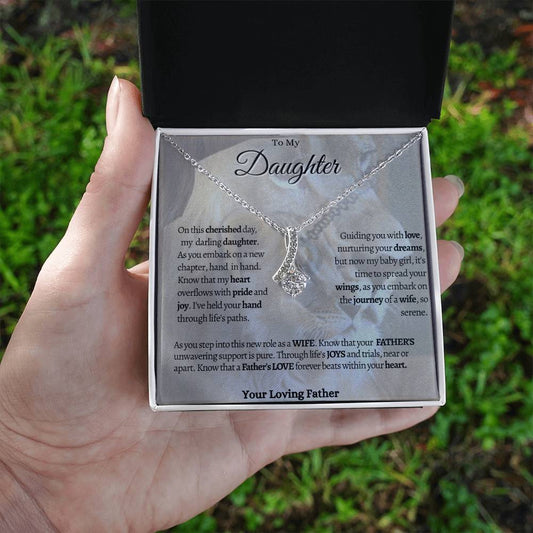 To My
Daughter
On this cherished day,
my darling daughter.
As you embark on a new
chapter, hand in hand.
Know that my heart
overflows with pride and
joy. I've held your hand
through life's paths.
Guiding you with love,
nurturing your dreams,
but now my baby girl, it's
time to spread your
wings, as you embark on
the journey of a wife, so
serene.
As you step into this new role as a WIFE. Know that your FATHER'S
unwavering support is pure. Through life's JOYS and trials, near or
apart. Know that a Father's LOVE forever beats within your heart.
Your Loving Father